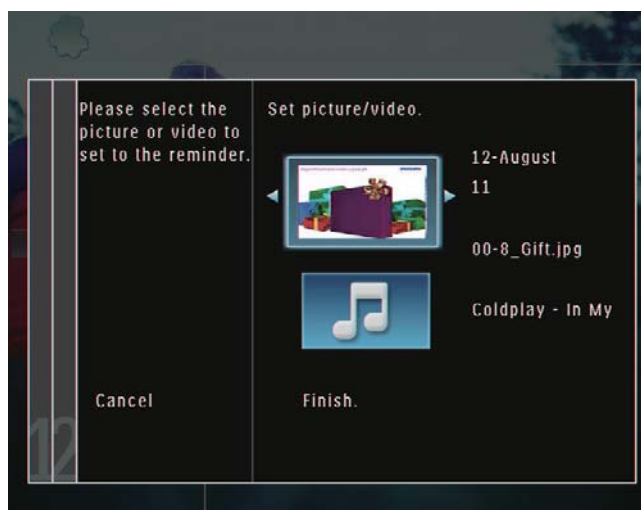 Please select the
picture or video to
set to the reminder.
Set picture/video.
12-August
11
00-8_Gift.jpg
Coldplay - In My
Cancel
Finish.
12